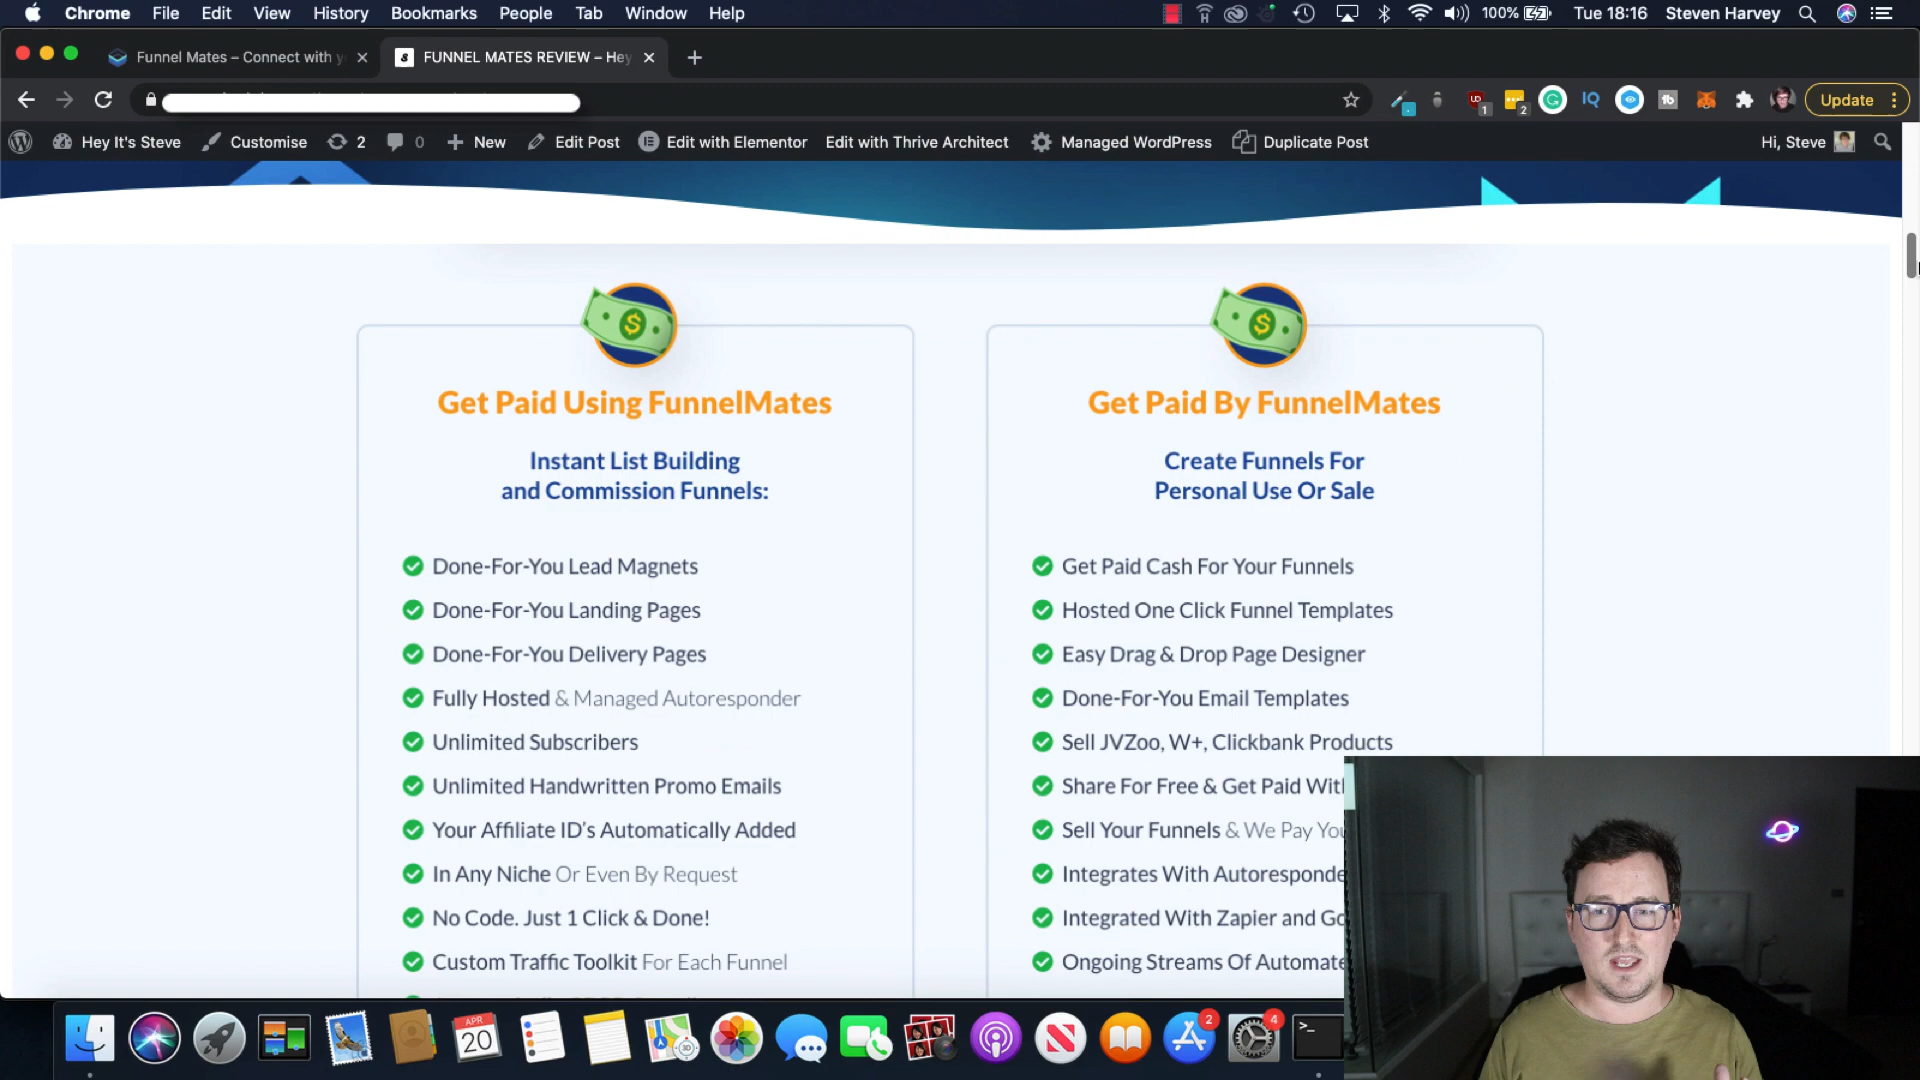 Chrome File Edit View History Bookmarks People Tab Window Help 100% Tue 18:16 Steven Harvey
Funnel Mates – Connect with y
FUNNEL MATES REVIEW – Hey
Update
Hey It's Steve Customise 2 0 New Edit Post Edit with Elementor Edit with Thrive Architect Managed WordPress Duplicate Post Hi, Steve
Get Paid Using FunnelMates
Instant List Building
and Commission Funnels:
Done-For-You Lead Magnets
Done-For-You Landing Pages
Done-For-You Delivery Pages
Fully Hosted & Managed Autoresponder
Unlimited Subscribers
Unlimited Handwritten Promo Emails
Your Affiliate ID's Automatically Added
In Any Niche Or Even By Request
No Code. Just 1 Click & Done!
Custom Traffic Toolkit For Each Funnel
Get Paid By FunnelMates
Create Funnels For
Personal Use Or Sale
Get Paid Cash For Your Funnels
Hosted One Click Funnel Templates
Easy Drag & Drop Page Designer
Done-For-You Email Templates
Sell JVZoo, W+, Clickbank Products
Share For Free & Get Paid Wit
Sell Your Funnels & We Pay You
Integrates With Autoresponde
Integrated With Zapier and Go
Ongoing Streams Of Automate
APR
20
2
4